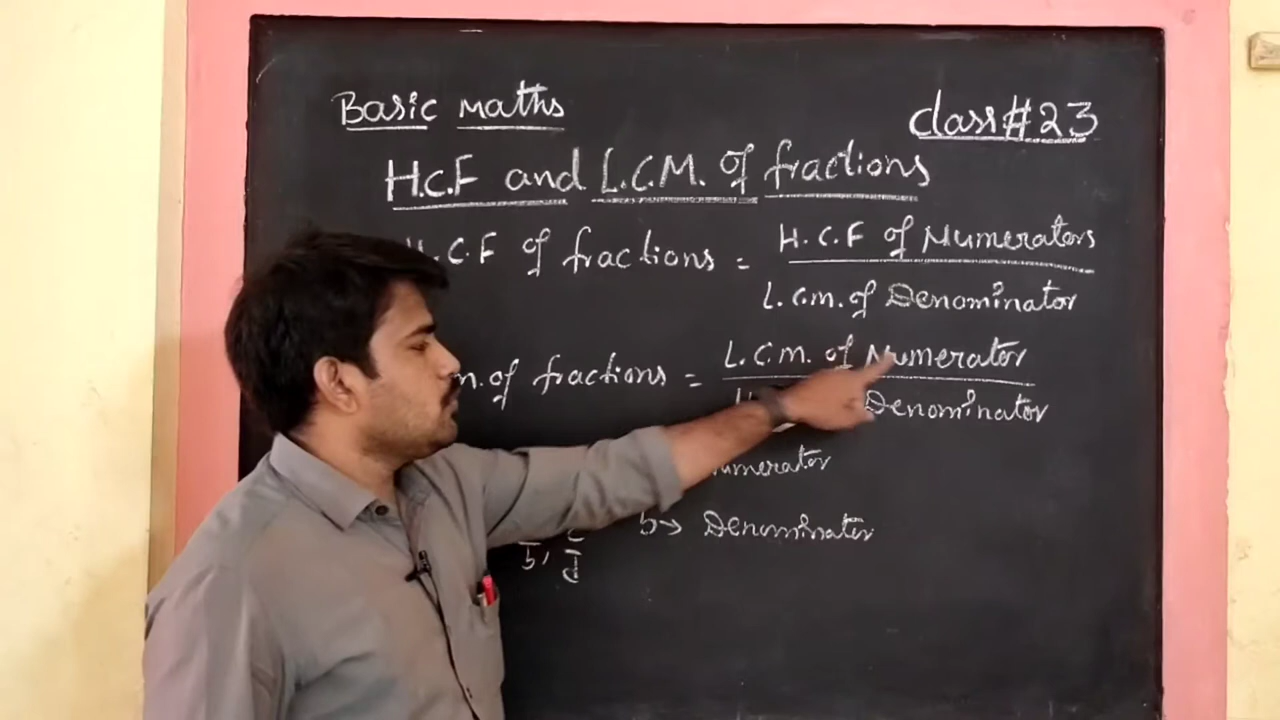 Basic maths
class#23
H.C.F and L.C.M. of fractions
H.C.F of fractions = H.C.F of Numerators
L.C.M. of Denominator
of fractions = L.C.M. of Numerator
Denominator
b→ Denominator